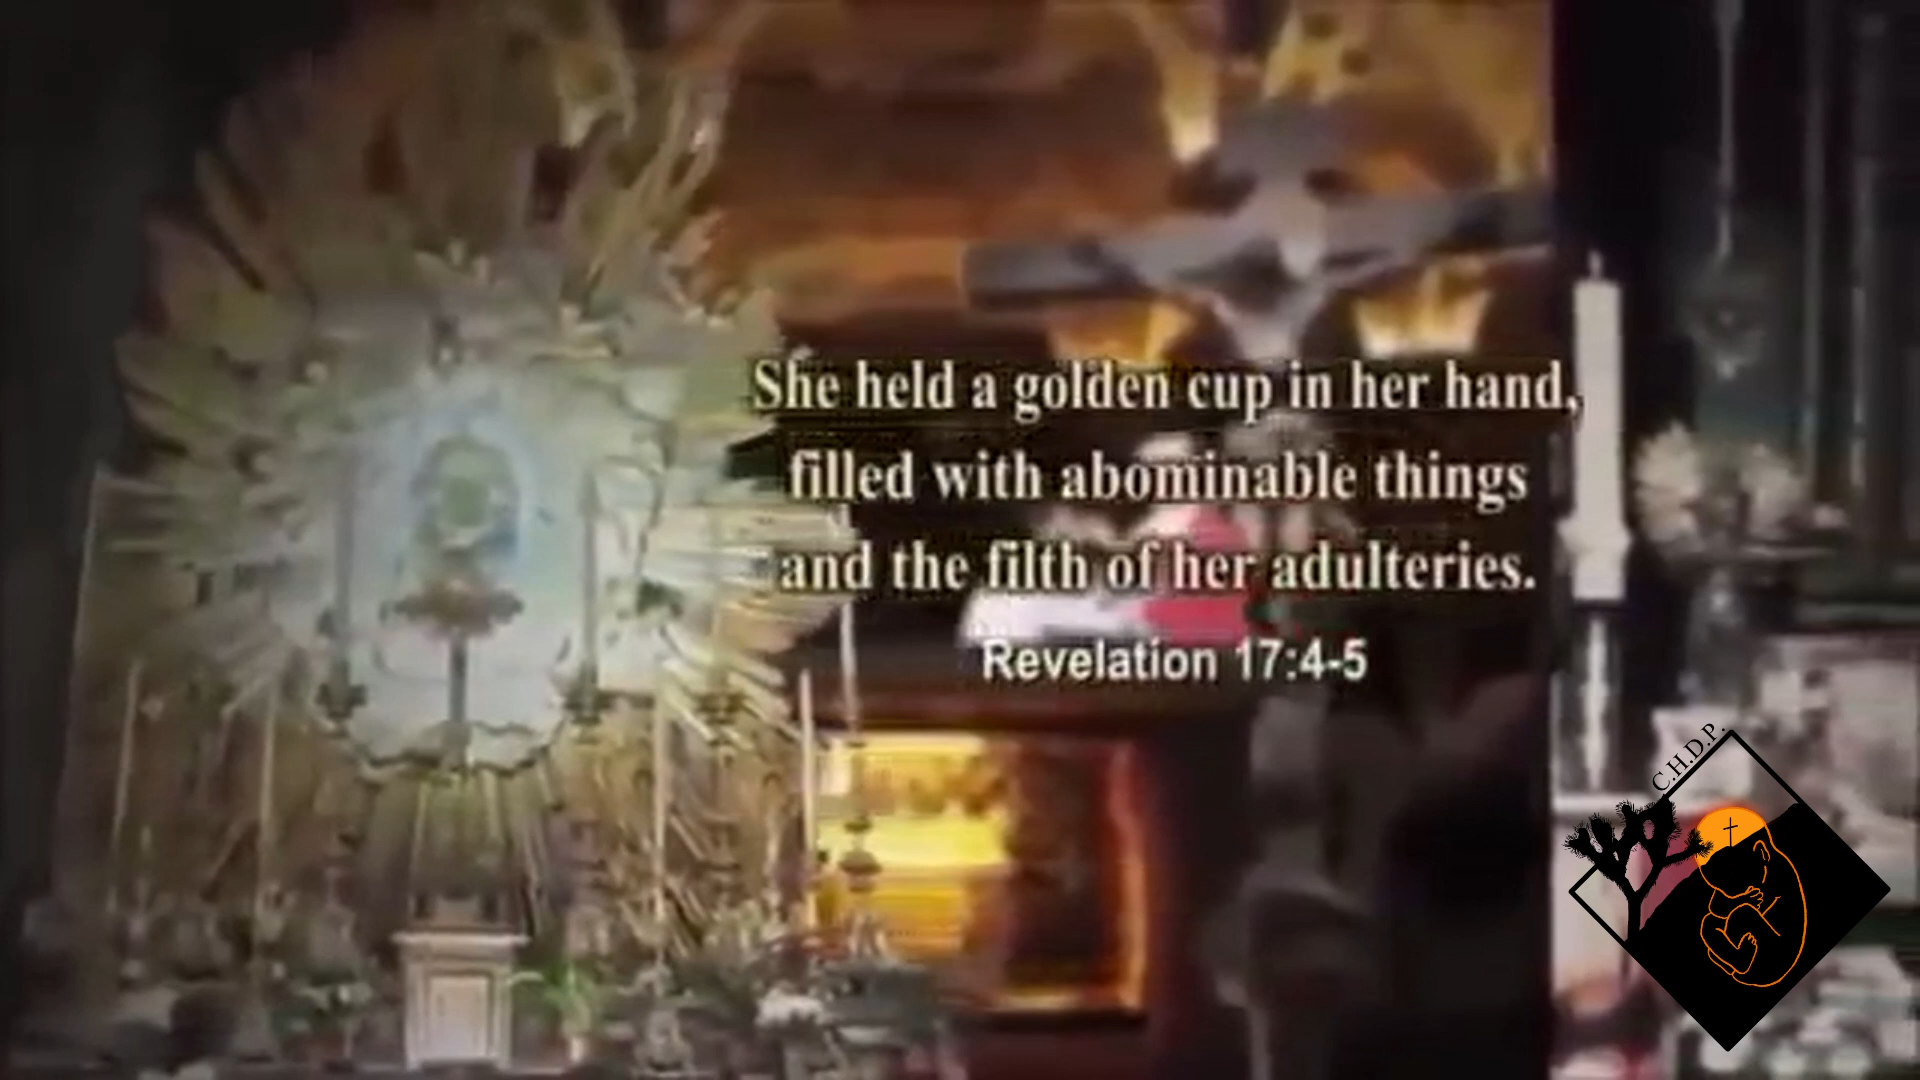 She held a golden cup in her hand,
filled with abominable things
and the filth of her adulteries.
Revelation 17:4-5
C.H.D.P.